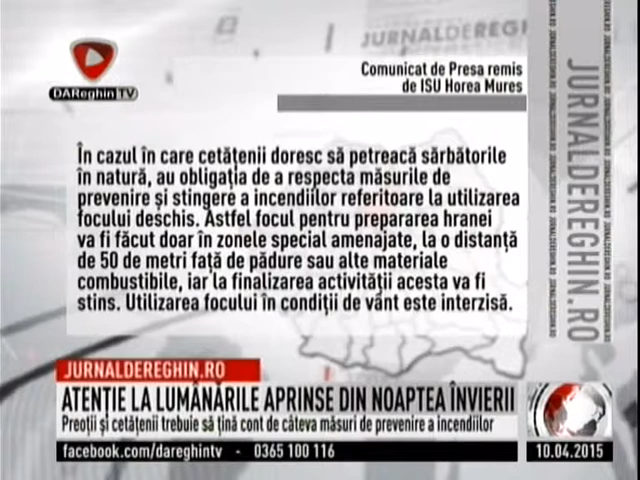 JURNALDEREGHI
DAReghin TV
Comunicat de Presa remis
de ISU Horea Mures
În cazul în care cetățenii doresc să petreacă sărbătorile
în natură, au obligația de a respecta măsurile de
prevenire și stingere a incendiilor referitoare la utilizarea
focului deschis. Astfel focul pentru prepararea hranei
va fi făcut doar în zonele special amenajate, la o distanță
de 50 de metri față de pădure sau alte materiale
combustibile, iar la finalizarea activității acesta va fi
stins. Utilizarea focului în condiții de vânt este interzisă.
JURNALDEREGHIN.RO
JURNALDEREGHIN.RO
ATENȚIE LA LUMÂNĂRILE APRINSE DIN NOAPTEA ÎNVIERII
Preoții și cetățenii trebuie să țină cont de câteva măsuri de prevenire a incendiilor
facebook.com/dareghintv - 0365 100 116
10.04.2015